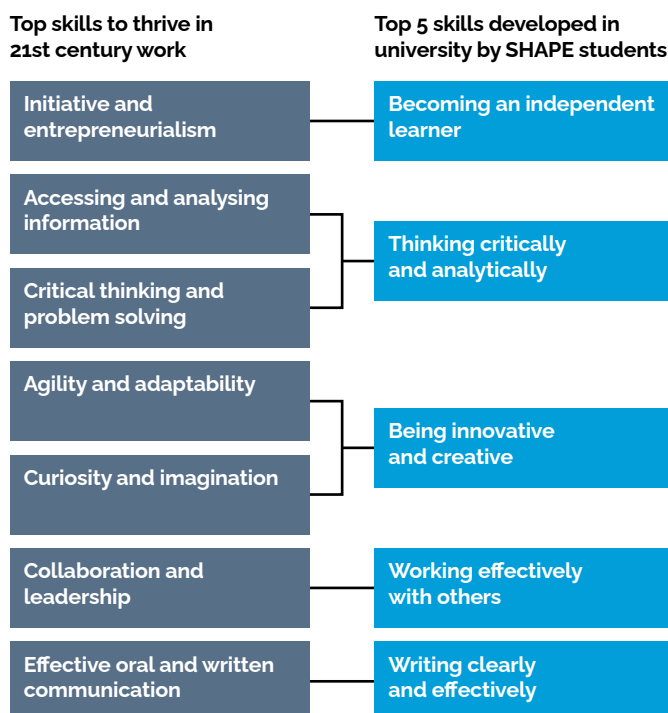 Top skills to thrive in
21st century work
Top 5 skills developed in
university by SHAPE students
Initiative and
entrepreneurialism
Becoming an independent
learner
Accessing and analysing
information
Critical thinking and
problem solving
Thinking critically
and analytically
Agility and adaptability
Curiosity and imagination
Being innovative
and creative
Collaboration and
leadership
Working effectively
with others
Effective oral and written
communication
Writing clearly
and effectively